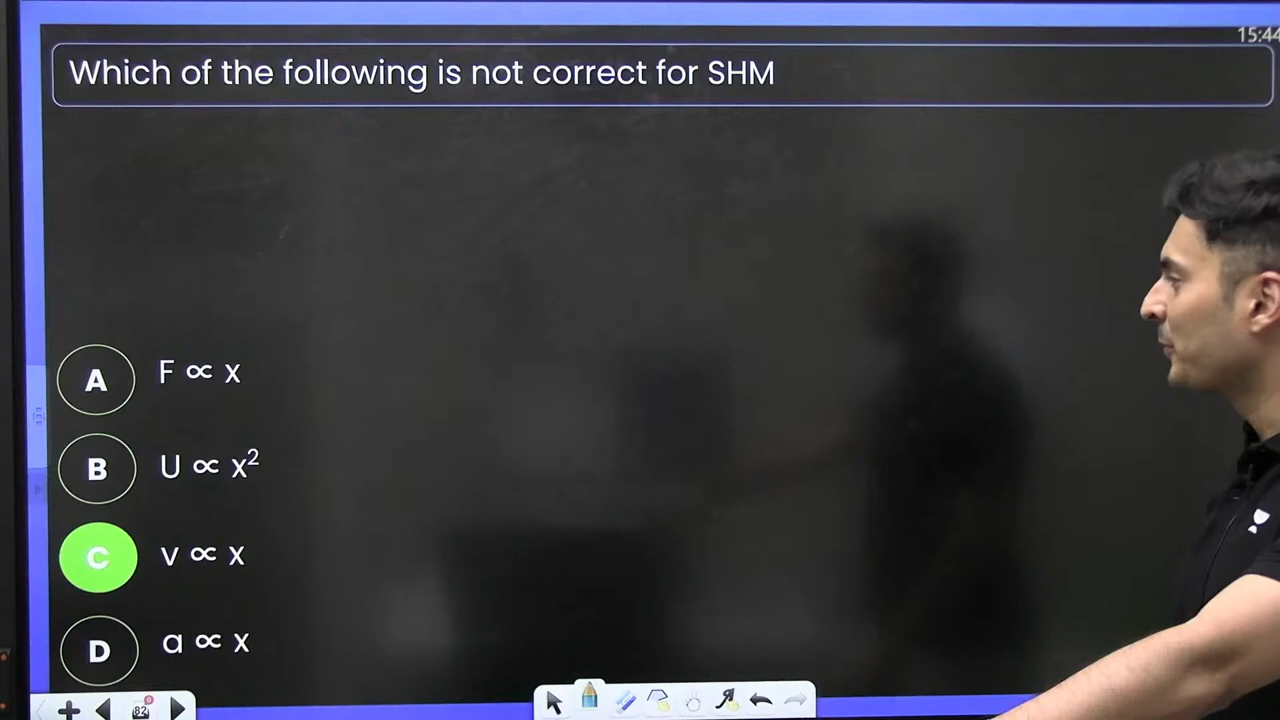 15:44
Which of the following is not correct for SHM
A F ∝ x
B U ∝ x²
C v ∝ x
D a ∝ x
82